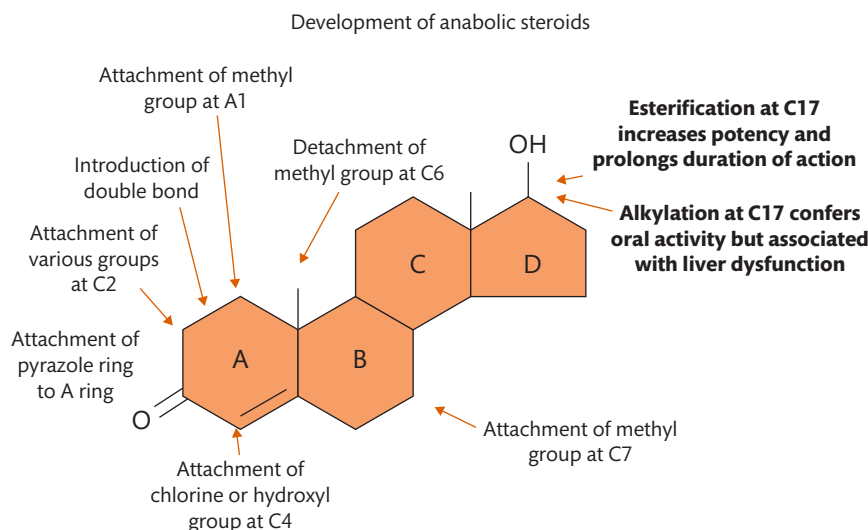 Development of anabolic steroids
Attachment of methyl
group at A1
Introduction of
double bond
Attachment of
various groups
at C2
Attachment of
pyrazole ring
to A ring
Detachment of
methyl group at C6
OH
Esterification at C17
increases potency and
prolongs duration of action
Alkylation at C17 confers
oral activity but associated
with liver dysfunction
C
D
A
B
O
Attachment of
chlorine or hydroxyl
group at C4
Attachment of methyl
group at C7